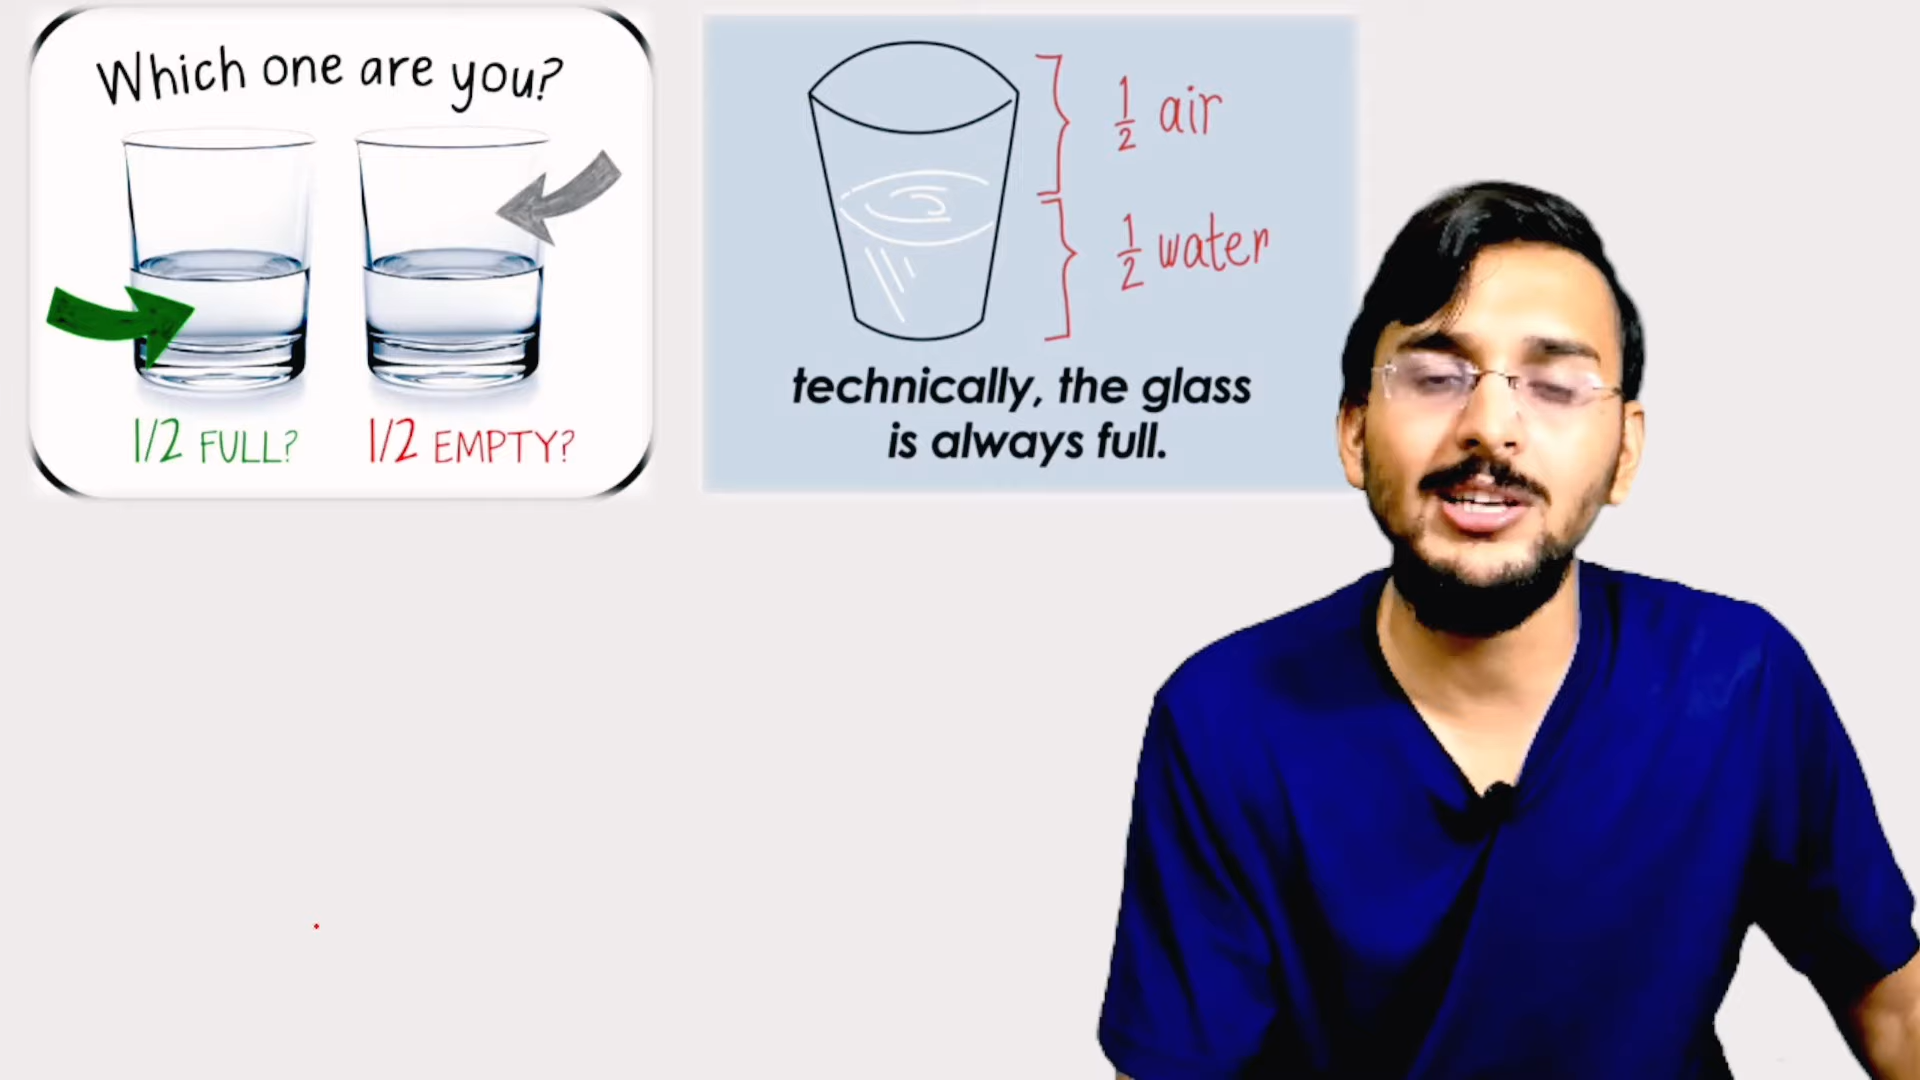 Which one are you?
1/2 FULL?
1/2 EMPTY?
1/2 air
1/2 water
technically, the glass
is always full.